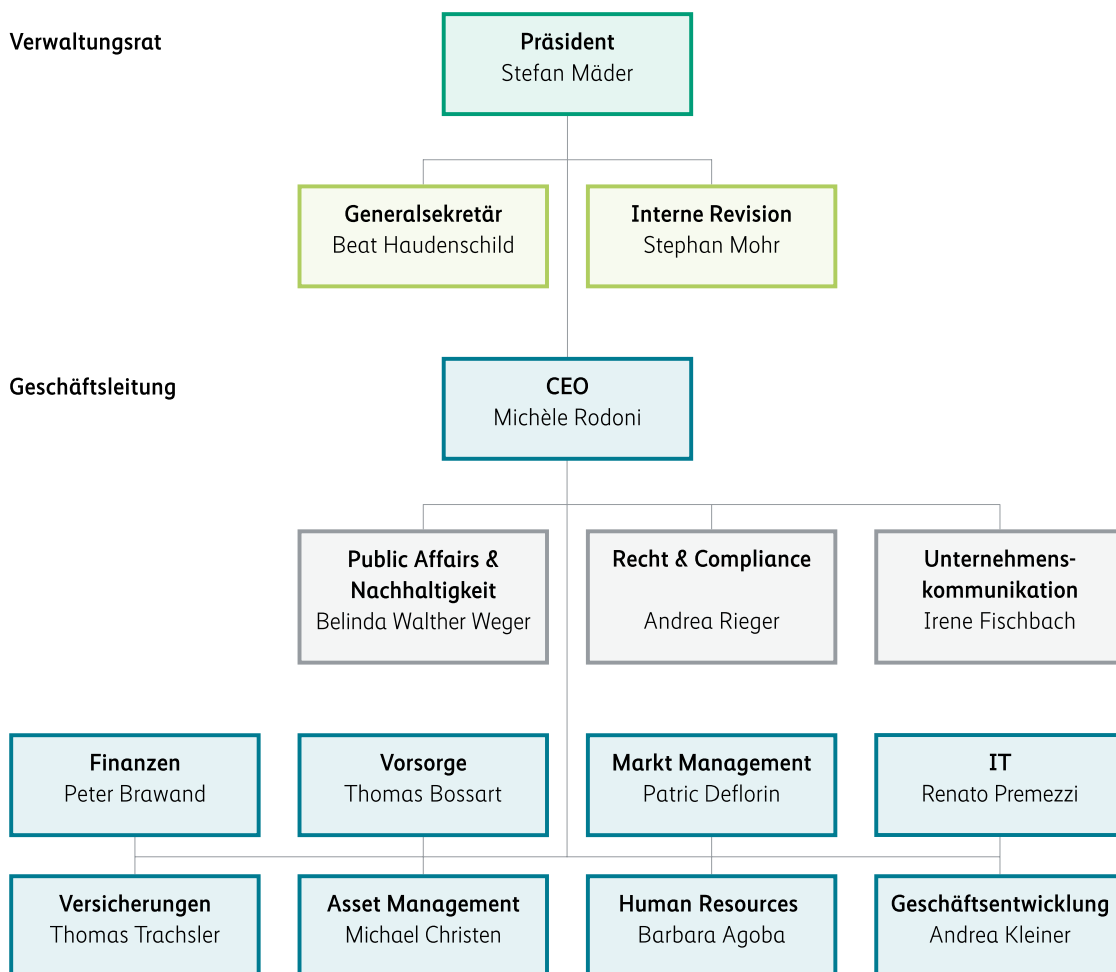 Verwaltungsrat
Präsident
Stefan Mäder
Generalsekretär
Beat Haudenschild
Interne Revision
Stephan Mohr
Geschäftsleitung
CEO
Michèle Rodoni
Public Affairs &
Nachhaltigkeit
Belinda Walther Weger
Recht & Compliance
Andrea Rieger
Unternehmens-
kommunikation
Irene Fischbach
Finanzen
Peter Brawand
Vorsorge
Thomas Bossart
Markt Management
Patric Deflorin
IT
Renato Premezzi
Versicherungen
Thomas Trachsler
Asset Management
Michael Christen
Human Resources
Barbara Agoba
Geschäftsentwicklung
Andrea Kleiner